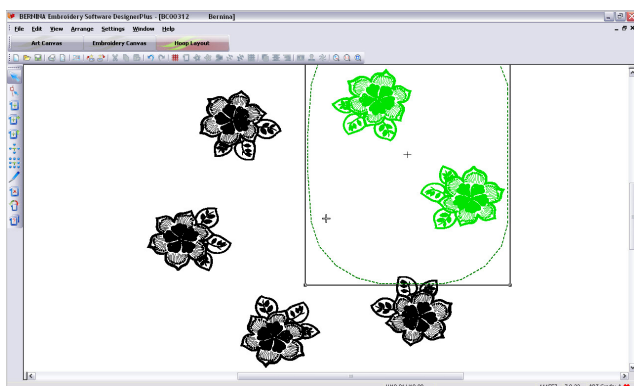 BERNINA Embroidery Software DesignerPlus - [BC00312 Bernina]
File Edit View Arrange Settings Window Help
Art Canvas Embroidery Canvas Hoop Layout